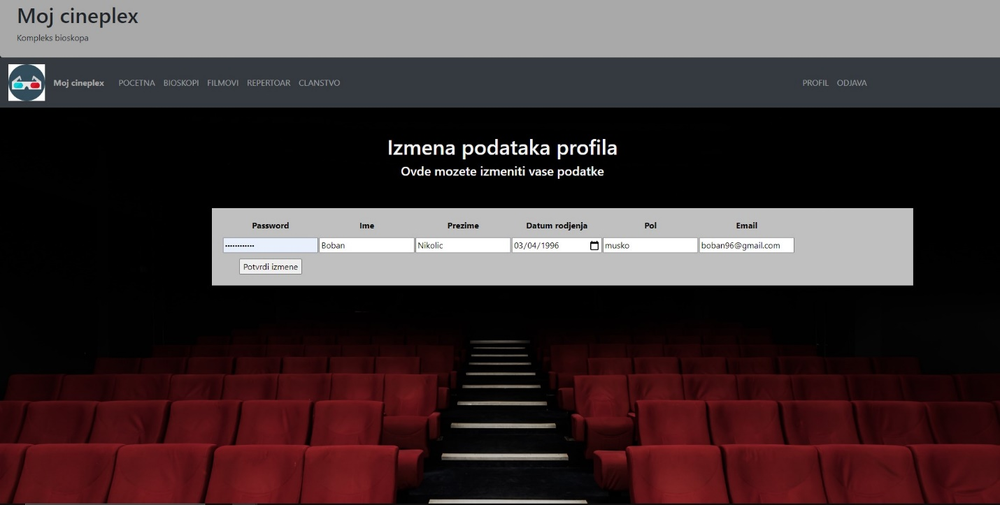 Moj cineplex
Kompleks bioskopa
Moj cineplex POCETNA BIOSKOPI FILMOVI REPERTOAR CLANSTVO PROFIL ODJAVA
Izmena podataka profila
Ovde mozete izmeniti vase podatke
Password Ime Prezime Datum rodjenja Pol Email
•••••••••••• Boban Nikolic 03/04/1996 musko boban96@gmail.com
Potvrdi izmene